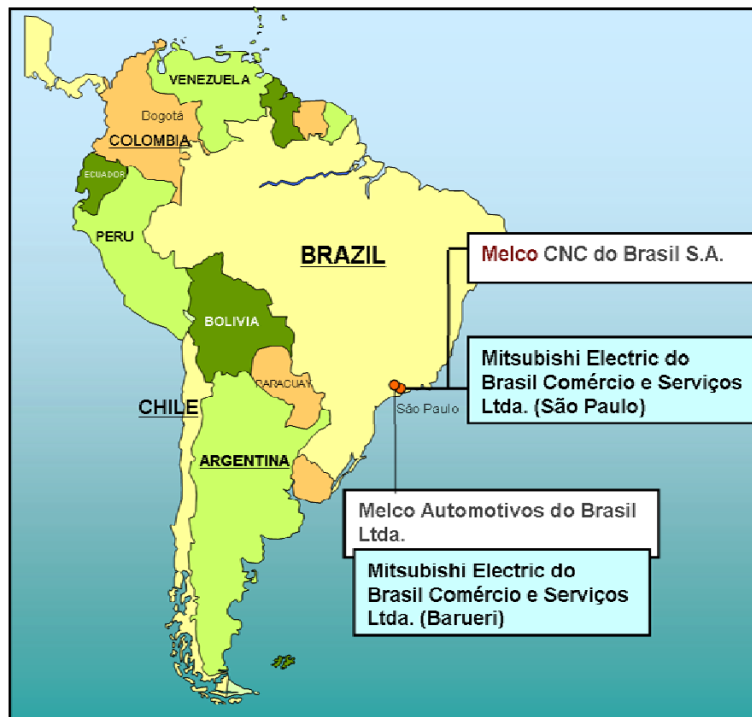 VENEZUELA
Bogotá
COLOMBIA
ECUADOR
PERU
BRAZIL
Melco CNC do Brasil S.A.
BOLIVIA
Mitsubishi Electric do
Brasil Comércio e Serviços
Ltda. (São Paulo)
PARAGUAY
CHILE
São Paulo
ARGENTINA
Melco Automotivos do Brasil
Ltda.
Mitsubishi Electric do
Brasil Comércio e Serviços
Ltda. (Barueri)